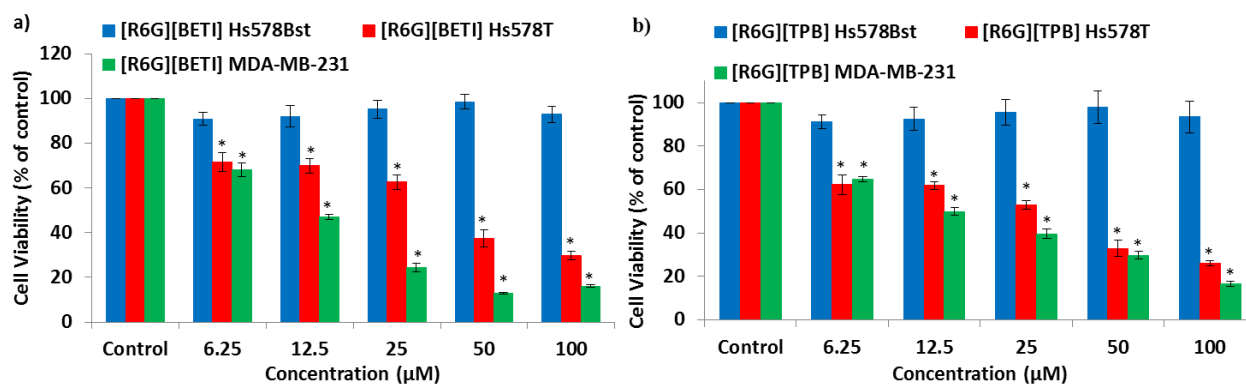 a)
[R6G][BETI] Hs578Bst [R6G][BETI] Hs578T
[R6G][BETI] MDA-MB-231
Cell Viability (% of control)
120
100
80
60
40
20
0
* * * * * * * * * *
Control 6.25 12.5 25 50 100
Concentration (µM)
b)
[R6G][TPB] Hs578Bst [R6G][TPB] Hs578T
[R6G][TPB] MDA-MB-231
Cell Viability (% of control)
100
80
60
40
20
0
* * * * * * * * * *
Control 6.25 12.5 25 50 100
Concentration (µM)